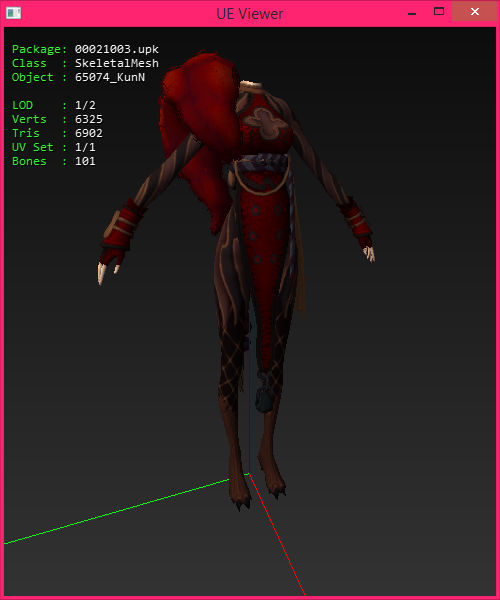 UE Viewer
Package: 00021003.upk
Class  : SkeletalMesh
Object : 65074_KunN
LOD    : 1/2
Verts  : 6325
Tris   : 6902
UV Set : 1/1
Bones  : 101